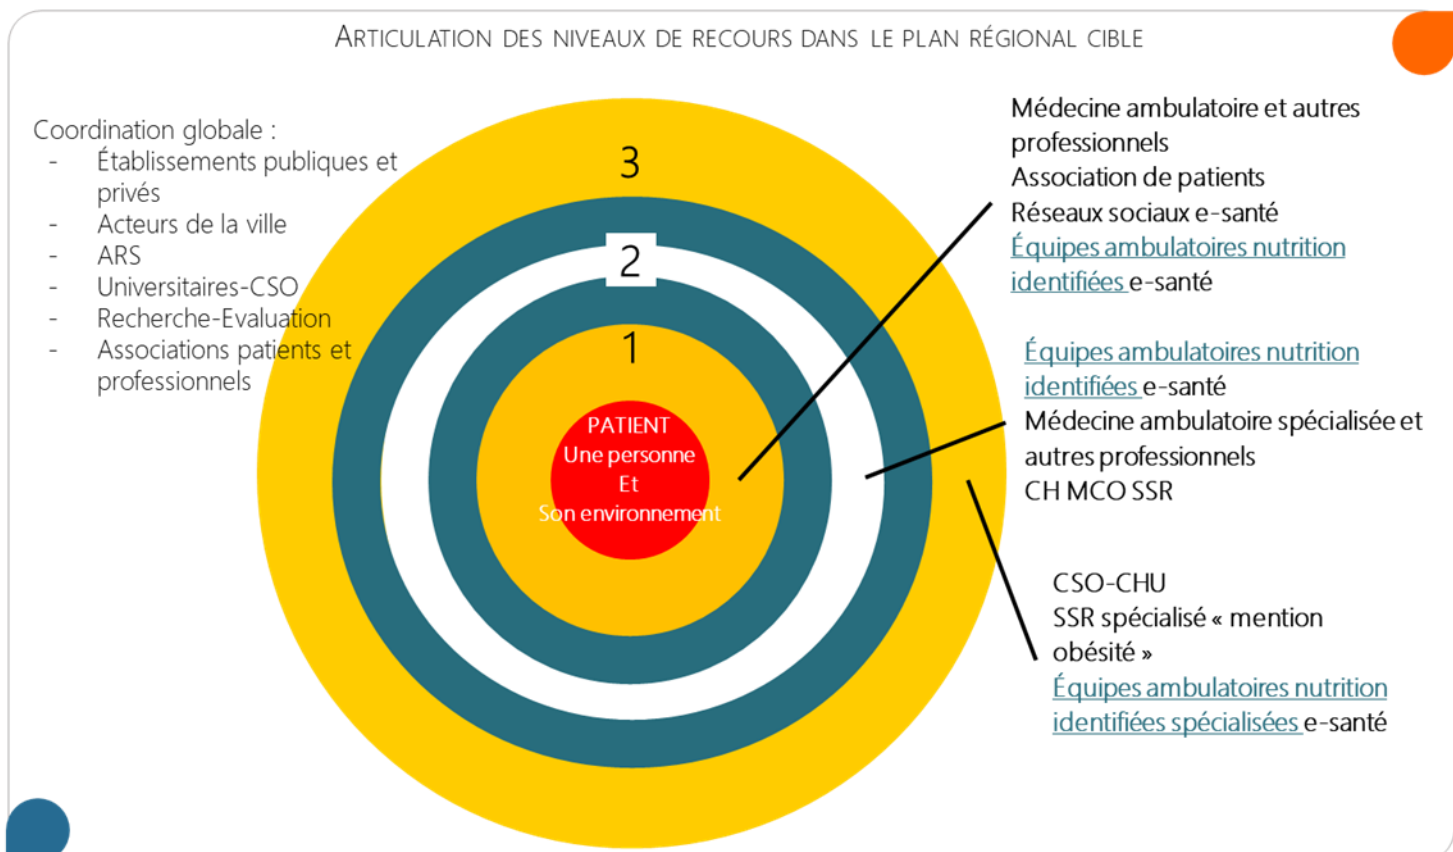 ARTICULATION DES NIVEAUX DE RECOURS DANS LE PLAN RÉGIONAL CIBLE
Coordination globale :
- Établissements publiques et
privés
- Acteurs de la ville
- ARS
- Universitaires-CSO
- Recherche-Evaluation
- Associations patients et
professionnels
3
2
1
PATIENT
Une personne
Et
Son environnement
Médecine ambulatoire et autres
professionnels
Association de patients
Réseaux sociaux e-santé
Équipes ambulatoires nutrition
identifiées e-santé
Équipes ambulatoires nutrition
identifiées e-santé
Médecine ambulatoire spécialisée et
autres professionnels
CH MCO SSR
CSO-CHU
SSR spécialisé « mention
obésité »
Équipes ambulatoires nutrition
identifiées spécialisées e-santé